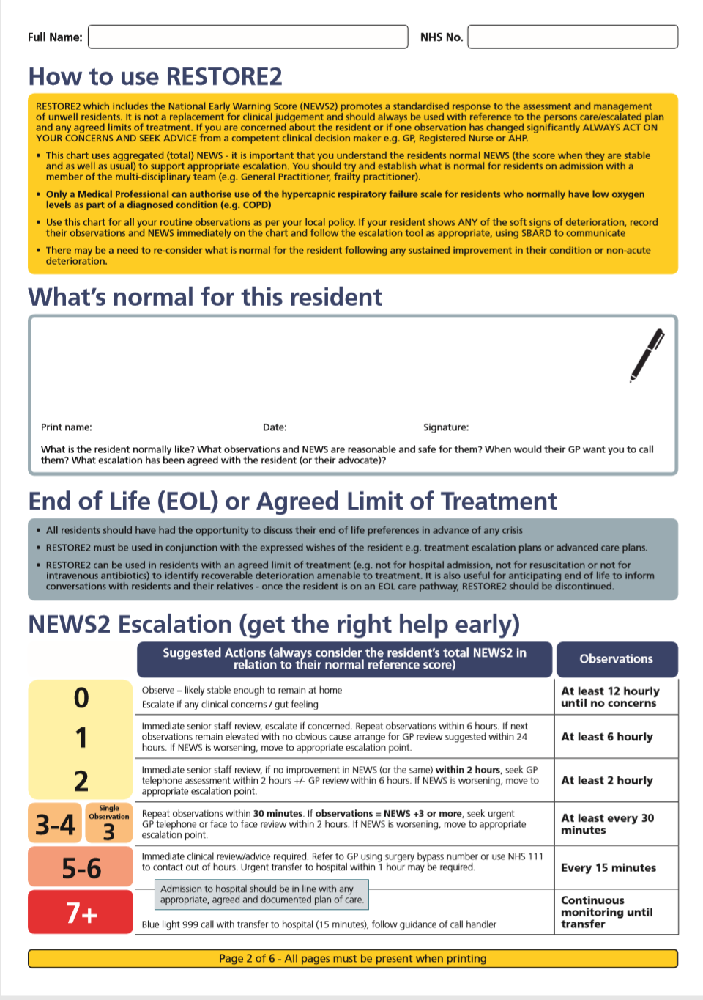 Full Name:
NHS No.
How to use RESTORE2
RESTORE2 which includes the National Early Warning Score (NEWS2) promotes a standardised response to the assessment and management
of unwell residents. It is not a replacement for clinical judgement and should always be used with reference to the persons care/escalated plan
and any agreed limits of treatment. If you are concerned about the resident or if one observation has changed significantly ALWAYS ACT ON
YOUR CONCERNS AND SEEK ADVICE from a competent clinical decision maker e.g. GP, Registered Nurse or AHP.
• This chart uses aggregated (total) NEWS - it is important that you understand the residents normal NEWS (the score when they are stable
and as well as usual) to support appropriate escalation. You should try and establish what is normal for residents on admission with a
member of the multi-disciplinary team (e.g. General Practitioner, frailty practitioner).
• Only a Medical Professional can authorise use of the hypercapnic respiratory failure scale for residents who normally have low oxygen
levels as part of a diagnosed condition (e.g. COPD)
• Use this chart for all your routine observations as per your local policy. If your resident shows ANY of the soft signs of deterioration, record
their observations and NEWS immediately on the chart and follow the escalation tool as appropriate, using SBARD to communicate
• There may be a need to re-consider what is normal for the resident following any sustained improvement in their condition or non-acute
deterioration.
What's normal for this resident
Print name:
Date:
Signature:
What is the resident normally like? What observations and NEWS are reasonable and safe for them? When would their GP want you to call
them? What escalation has been agreed with the resident (or their advocate)?
End of Life (EOL) or Agreed Limit of Treatment
• All residents should have had the opportunity to discuss their end of life preferences in advance of any crisis
• RESTORE2 must be used in conjunction with the expressed wishes of the resident e.g. treatment escalation plans or advanced care plans.
• RESTORE2 can be used in residents with an agreed limit of treatment (e.g. not for hospital admission, not for resuscitation or not for
intravenous antibiotics) to identify recoverable deterioration amenable to treatment. It is also useful for anticipating end of life to inform
conversations with residents and their relatives - once the resident is on an EOL care pathway, RESTORE2 should be discontinued.
NEWS2 Escalation (get the right help early)
Suggested Actions (always consider the resident's total NEWS2 in
relation to their normal reference score)
Observations
0
Observe – likely stable enough to remain at home
Escalate if any clinical concerns / gut feeling
At least 12 hourly
until no concerns
1
Immediate senior staff review, escalate if concerned. Repeat observations within 6 hours. If next
observations remain elevated with no obvious cause arrange for GP review suggested within 24
hours. If NEWS is worsening, move to appropriate escalation point.
At least 6 hourly
2
Immediate senior staff review, if no improvement in NEWS (or the same) within 2 hours, seek GP
telephone assessment within 2 hours +/- GP review within 6 hours. If NEWS is worsening, move to
appropriate escalation point.
At least 2 hourly
3-4
Single
Observation
3
Repeat observations within 30 minutes. If observations = NEWS +3 or more, seek urgent
GP telephone or face to face review within 2 hours. If NEWS is worsening, move to appropriate
escalation point.
At least every 30
minutes
5-6
Immediate clinical review/advice required. Refer to GP using surgery bypass number or use NHS 111
to contact out of hours. Urgent transfer to hospital within 1 hour may be required.
Every 15 minutes
Admission to hospital should be in line with any
appropriate, agreed and documented plan of care.
7+
Blue light 999 call with transfer to hospital (15 minutes), follow guidance of call handler
Continuous
monitoring until
transfer
Page 2 of 6 - All pages must be present when printing